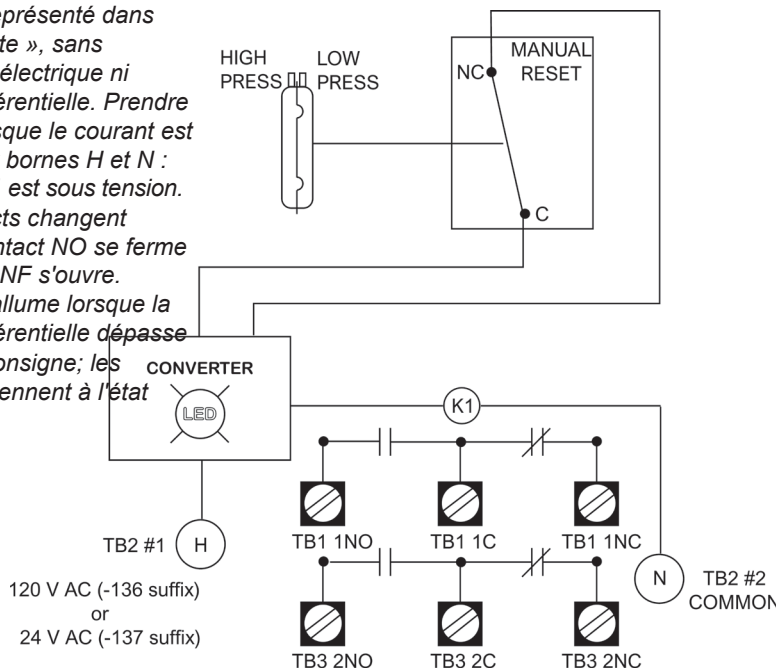 eprésenté dans
te », sans
électrique ni
érentielle. Prendre
sque le courant est
bornes H et N :
est sous tension.
cts changent
ntact NO se ferme
NF s'ouvre.
allume lorsque la
érentielle dépasse
onsigne; les
ennent à l'état
HIGH PRESS
LOW PRESS
MANUAL RESET
NC
C
CONVERTER
LED
K1
TB1 1NO
TB1 1C
TB1 1NC
TB2 #1
H
120 V AC (-136 suffix)
or
24 V AC (-137 suffix)
N
TB2 #2
COMMON
TB3 2NO
TB3 2C
TB3 2NC